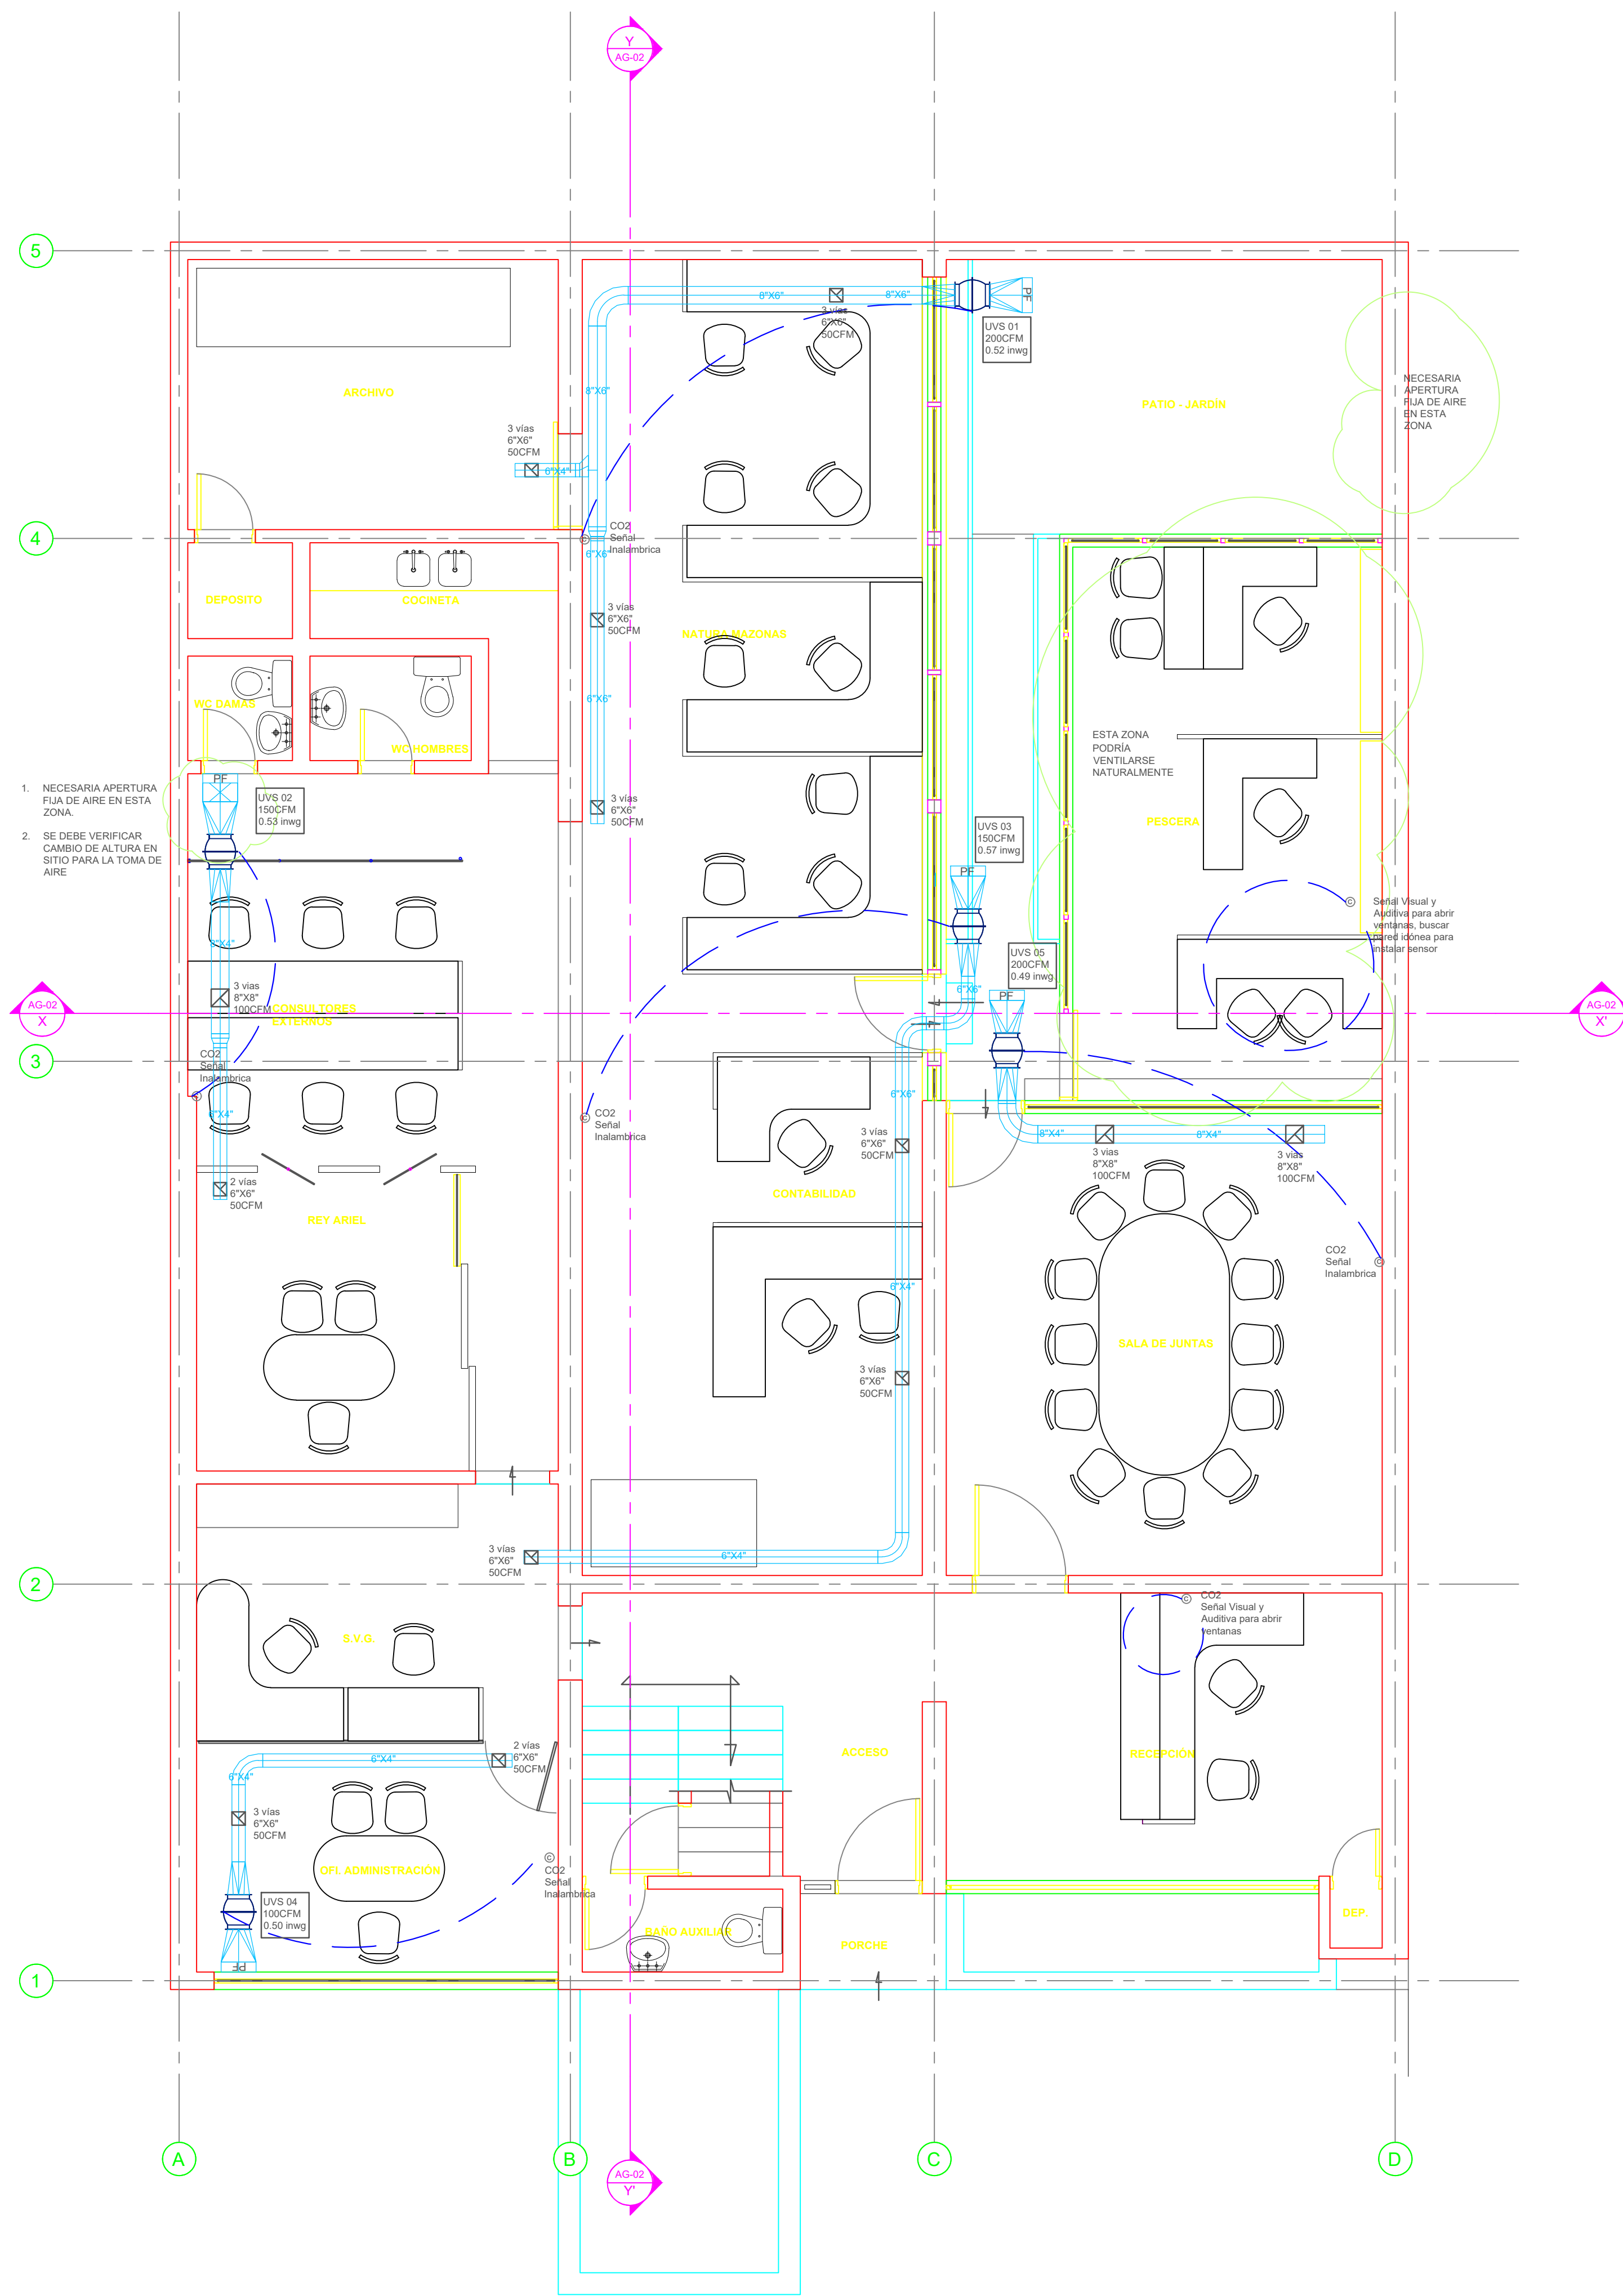 Y
AG-02
5
8"X6"
8"X6"
PF
3 vías
6"X6"
50CFM
UVS 01
200CFM
0.52 inwg
8"X6"
ARCHIVO
PATIO - JARDÍN
NECESARIA
APERTURA
FIJA DE AIRE
EN ESTA
ZONA
3 vías
6"X6"
50CFM
6"X4"
4
CO2
Señal
Inalambrica
6"X6"
DEPOSITO
COCINETA
3 vías
6"X6"
50CFM
NATURA MAZONAS
6"X6"
WC DAMAS
WC HOMBRES
ESTA ZONA
PODRÍA
VENTILARSE
NATURALMENTE
1. NECESARIA APERTURA
FIJA DE AIRE EN ESTA
ZONA.
2. SE DEBE VERIFICAR
CAMBIO DE ALTURA EN
SITIO PARA LA TOMA DE
AIRE
PF
UVS 02
150CFM
0.53 inwg
3 vías
6"X6"
50CFM
PESCERA
UVS 03
150CFM
0.57 inwg
PF
C
Señal Visual y
Auditiva para abrir
ventanas, buscar
pared idónea para
instalar sensor
8"X4"
UVS 05
200CFM
0.49 inwg
6"X6"
PF
3 vias
8"X8"
100CFM
CONSULTORES
EXTERNOS
AG-02
X
AG-02
X'
3
CO2
Señal
Inalambrica
C
6"X4"
6"X6"
C
CO2
Señal
Inalambrica
3 vías
6"X6"
50CFM
8"X4"
8"X4"
3 vias
8"X8"
100CFM
3 vias
8"X8"
100CFM
2 vías
6"X6"
50CFM
REY ARIEL
CONTABILIDAD
CO2
Señal
Inalambrica
C
6"X4"
SALA DE JUNTAS
3 vías
6"X6"
50CFM
3 vías
6"X6"
50CFM
6"X4"
2
C
CO2
Señal Visual y
Auditiva para abrir
ventanas
S.V.G.
2 vías
6"X6"
50CFM
6"X4"
6"X4"
ACCESO
RECEPCIÓN
3 vías
6"X6"
50CFM
C
CO2
Señal
Inalambrica
OFI. ADMINISTRACIÓN
UVS 04
100CFM
0.50 inwg
BAÑO AUXILIAR
PORCHE
DEP.
PF
1
A
B
C
D
AG-02
Y'